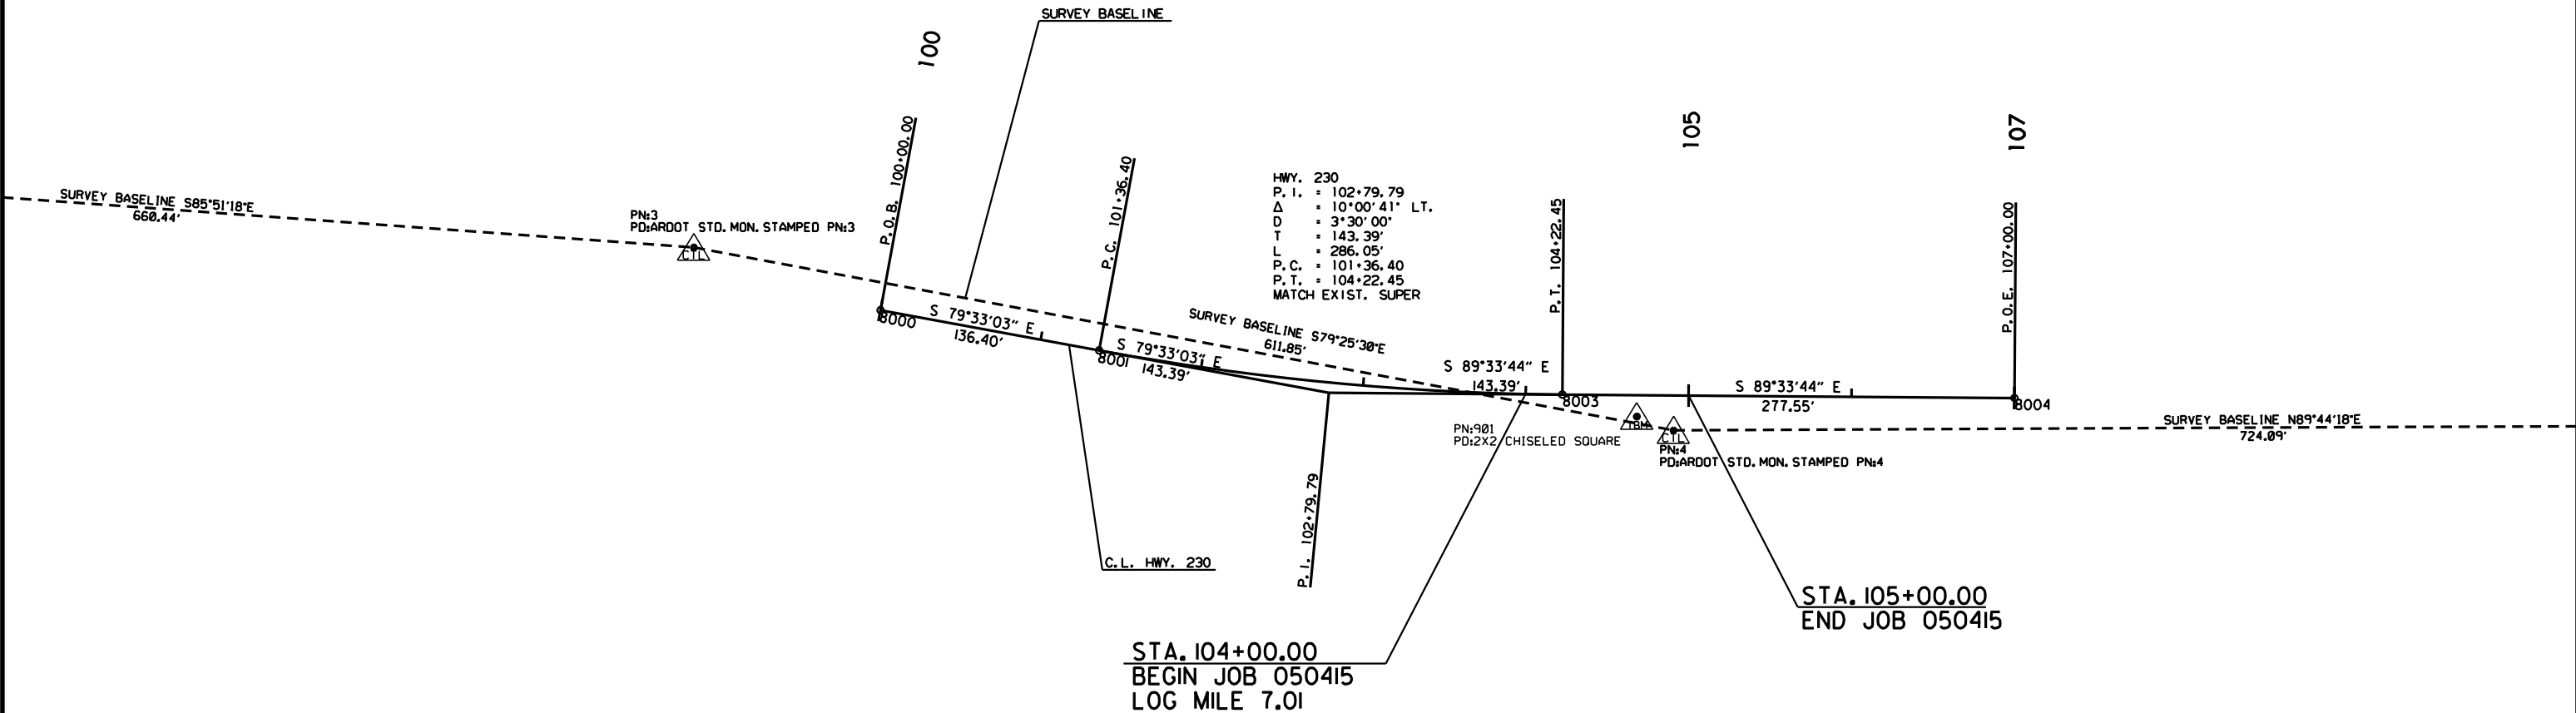 SURVEY BASELINE
100
105
107
P.O.B. 100+00.00
P.C. 101+36.40
HWY. 230
P.I. = 102+79.79
Δ = 10°00'41" LT.
D = 3°30'00"
T = 143.39'
L = 286.05'
P.C. = 101+36.40
P.T. = 104+22.45
MATCH EXIST. SUPER
P.T. 104+22.45
P.O.E. 107+00.00
SURVEY BASELINE S85°51'18"E
660.44'
PN:3
PD:ARDOT STD. MON. STAMPED PN:3
CTL
8000
S 79°33'03" E
136.40'
8001
S 79°33'03" E
143.39'
SURVEY BASELINE S79°25'30"E
611.85'
S 89°33'44" E
143.39'
8003
S 89°33'44" E
277.55'
8004
PN:901
PD:2X2 CHISELED SQUARE
TBM
CTL
PN:4
PD:ARDOT STD. MON. STAMPED PN:4
SURVEY BASELINE N89°44'18"E
724.09'
P.I. 102+79.79
C.L. HWY. 230
STA. 105+00.00
END JOB 050415
STA. 104+00.00
BEGIN JOB 050415
LOG MILE 7.01